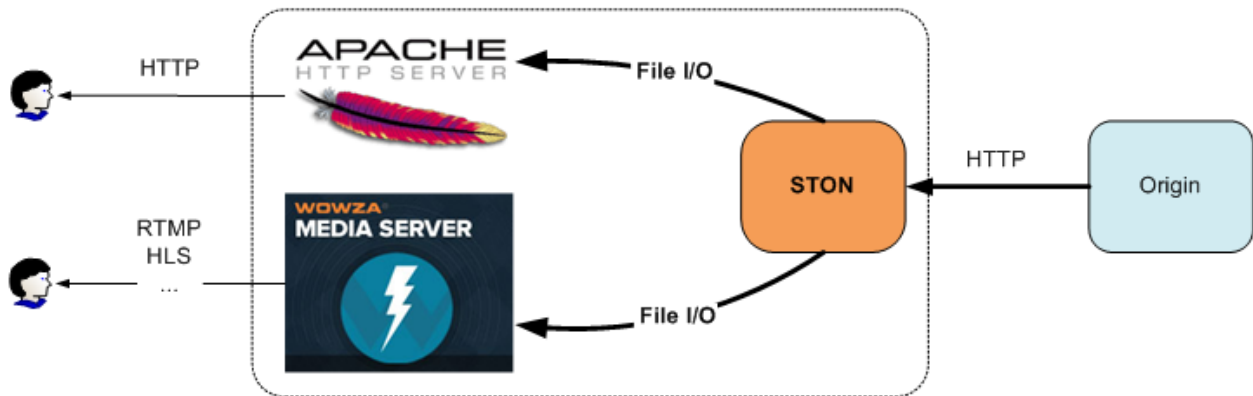 HTTP
APACHE
HTTP SERVER
File I/O
STON
HTTP
Origin
RTMP
HLS
...
WOWZA®
MEDIA SERVER
File I/O